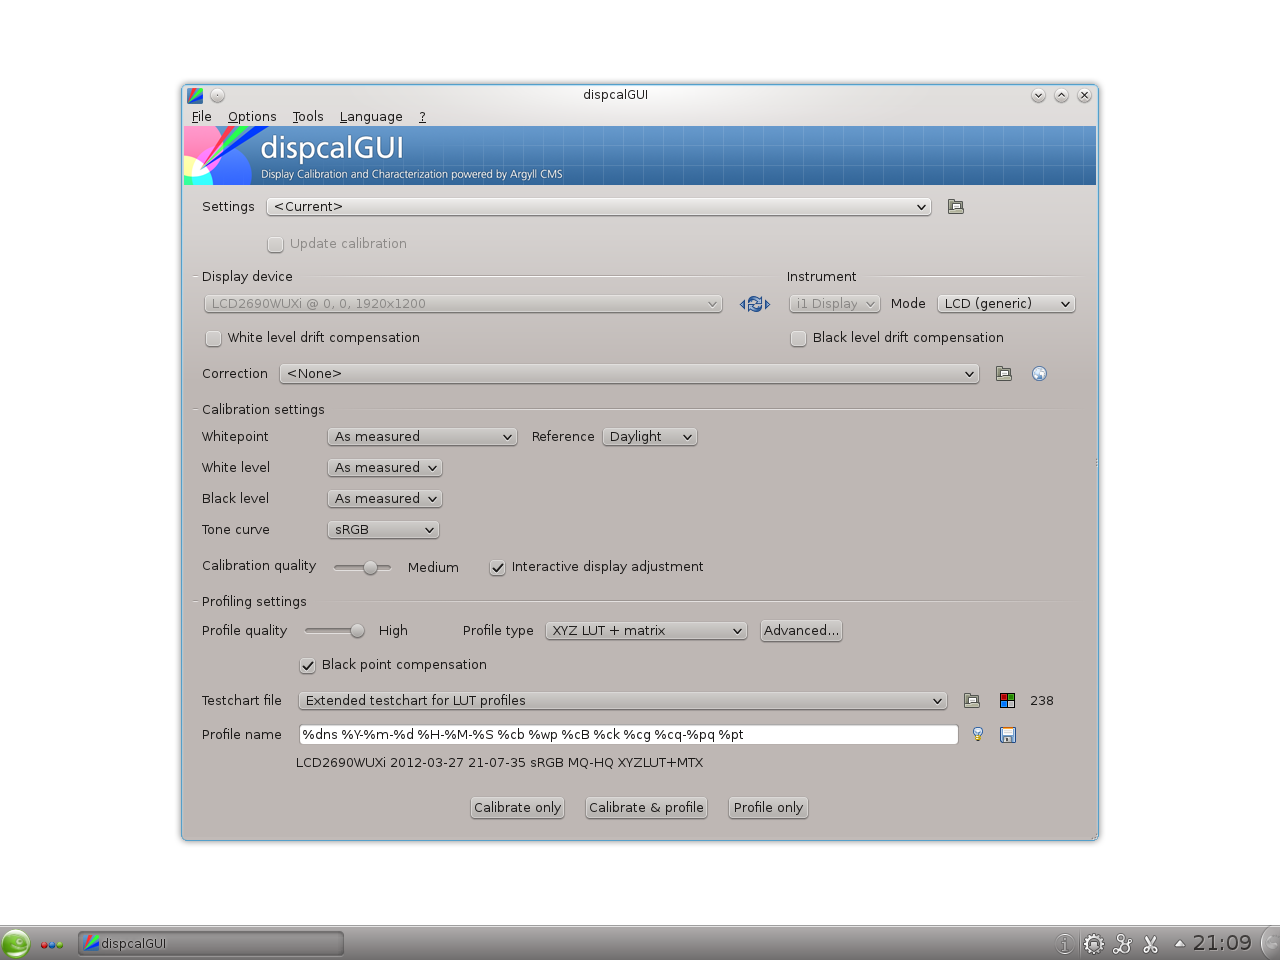 dispcalGUI
File Options Tools Language ?
dispcalGUI
Display Calibration and Characterization powered by Argyll CMS
Settings <Current>
Update calibration
Display device Instrument
LCD2690WUXi @ 0, 0, 1920x1200 i1 Display Mode LCD (generic)
White level drift compensation Black level drift compensation
Correction <None>
Calibration settings
Whitepoint As measured Reference Daylight
White level As measured
Black level As measured
Tone curve sRGB
Calibration quality Medium Interactive display adjustment
Profiling settings
Profile quality High Profile type XYZ LUT + matrix Advanced...
Black point compensation
Testchart file Extended testchart for LUT profiles 238
Profile name %dns %Y-%m-%d %H-%M-%S %cb %wp %cB %ck %cg %cq-%pq %pt
LCD2690WUXi 2012-03-27 21-07-35 sRGB MQ-HQ XYZLUT+MTX
Calibrate only Calibrate & profile Profile only
dispcalGUI 21:09